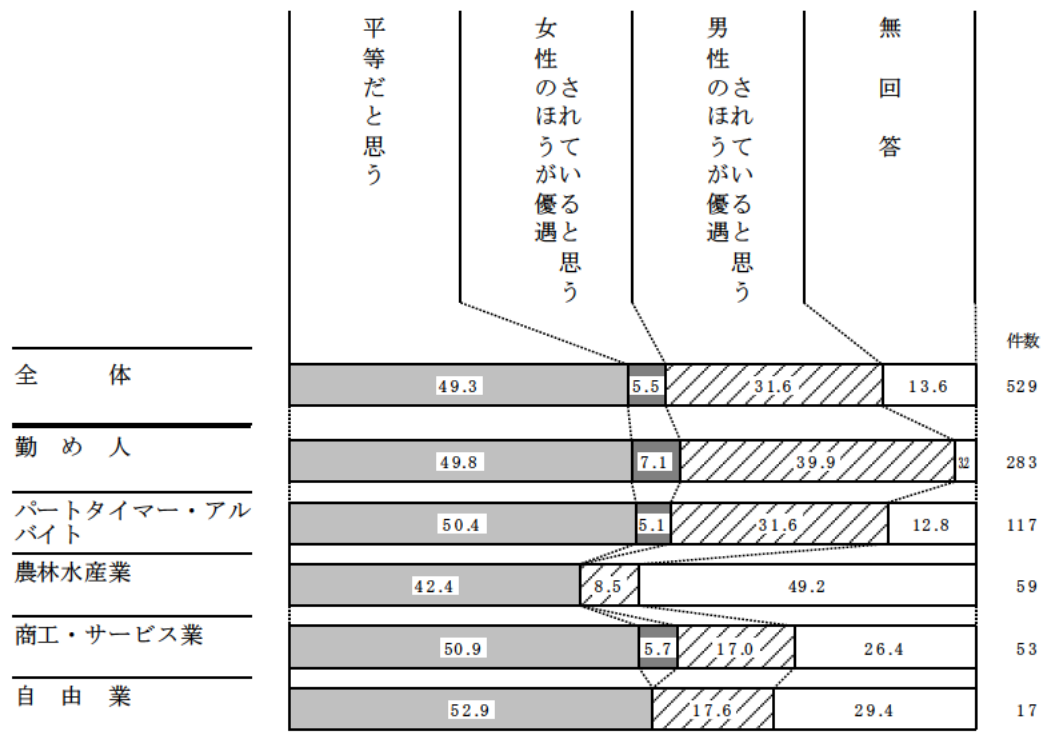 平等だと思う
女性のほうが優遇
されていると思う
男性のほうが優遇
されていると思う
無回答
件数
全体 49.3 5.5 31.6 13.6 529
勤め人 49.8 7.1 39.9 3.2 283
パートタイマー・アル
バイト 50.4 5.1 31.6 12.8 117
農林水産業 42.4 8.5 49.2 59
商工・サービス業 50.9 5.7 17.0 26.4 53
自由業 52.9 17.6 29.4 17